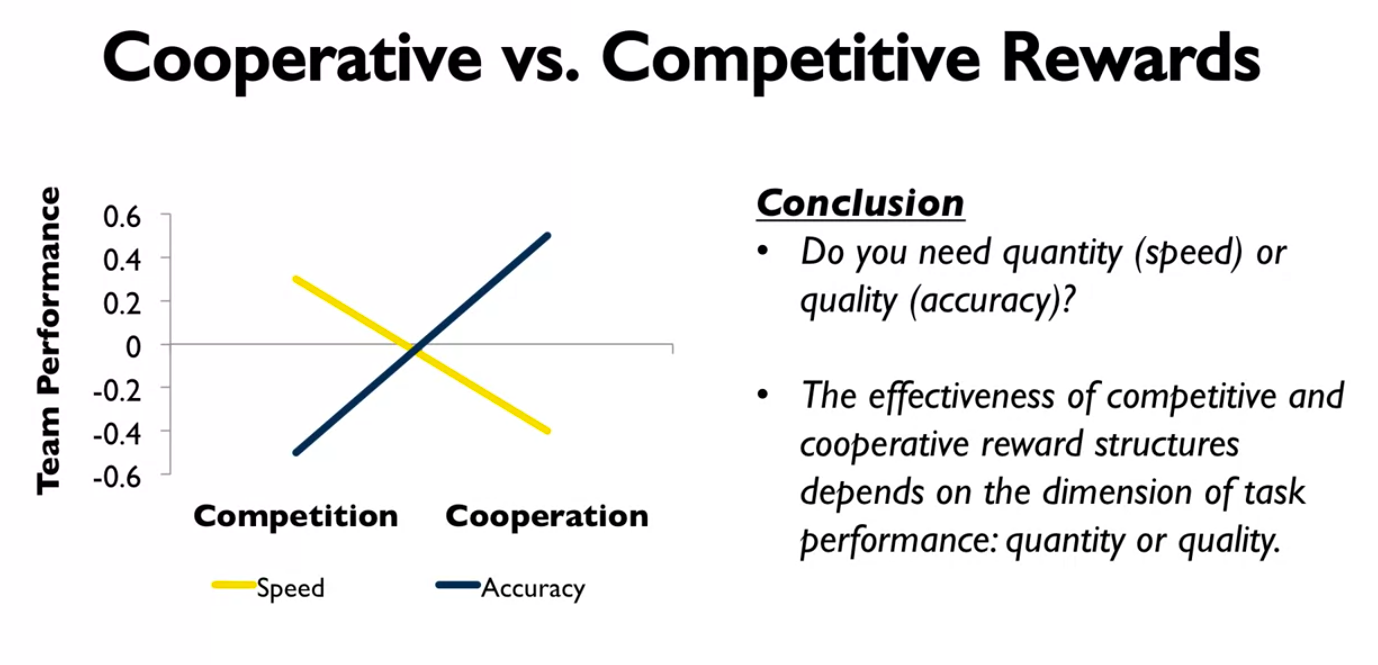 Cooperative vs. Competitive Rewards
Team Performance
0.6
0.4
0.2
0
-0.2
-0.4
-0.6
Competition Cooperation
Speed Accuracy
Conclusion
• Do you need quantity (speed) or
quality (accuracy)?
• The effectiveness of competitive and
cooperative reward structures
depends on the dimension of task
performance: quantity or quality.